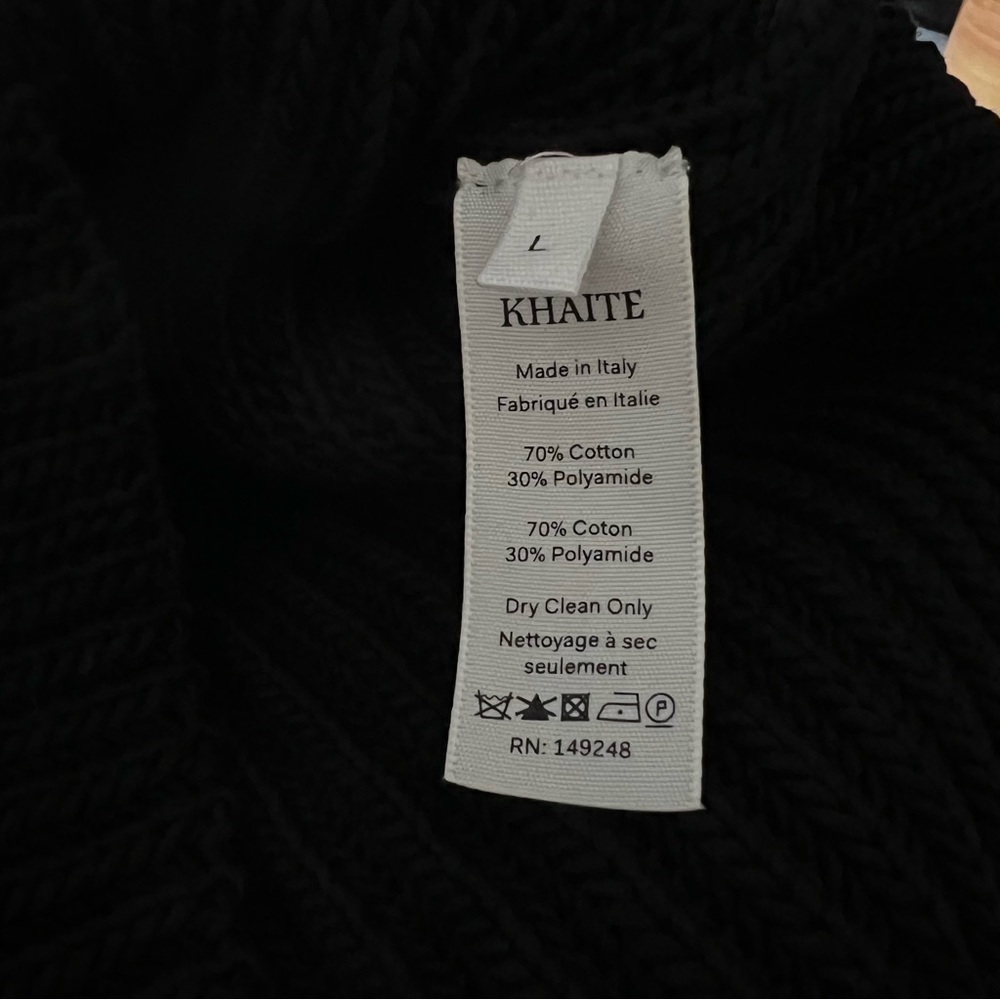 L
KHAITE
Made in Italy
Fabriqué en Italie
70% Cotton
30% Polyamide
70% Coton
30% Polyamide
Dry Clean Only
Nettoyage à sec
seulement
P
RN: 149248